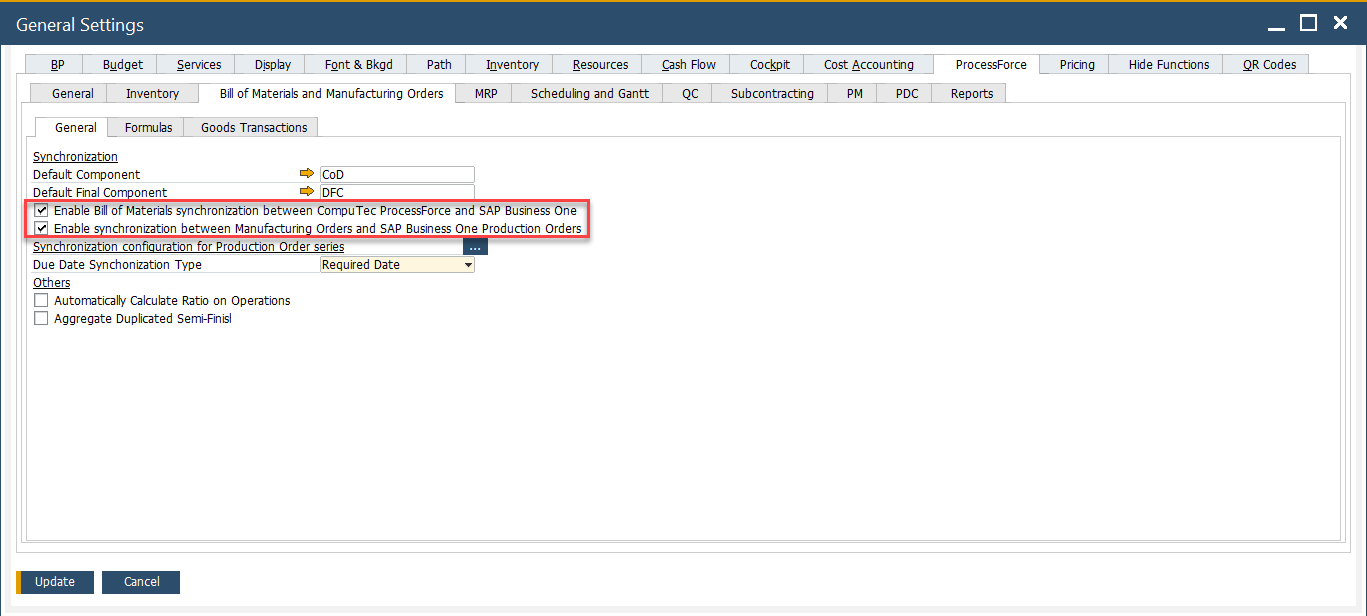 General Settings
BP Budget Services Display Font & Bkgd Path Inventory Resources Cash Flow Cockpit Cost Accounting ProcessForce Pricing Hide Functions QR Codes
General Inventory Bill of Materials and Manufacturing Orders MRP Scheduling and Gantt QC Subcontracting PM PDC Reports
General Formulas Goods Transactions
Synchronization
Default Component CoD
Default Final Component DFC
Enable Bill of Materials synchronization between CompuTec ProcessForce and SAP Business One
Enable synchronization between Manufacturing Orders and SAP Business One Production Orders
Synchronization configuration for Production Order series ...
Due Date Synchonization Type Required Date
Others
Automatically Calculate Ratio on Operations
Aggregate Duplicated Semi-Finisl
Update Cancel